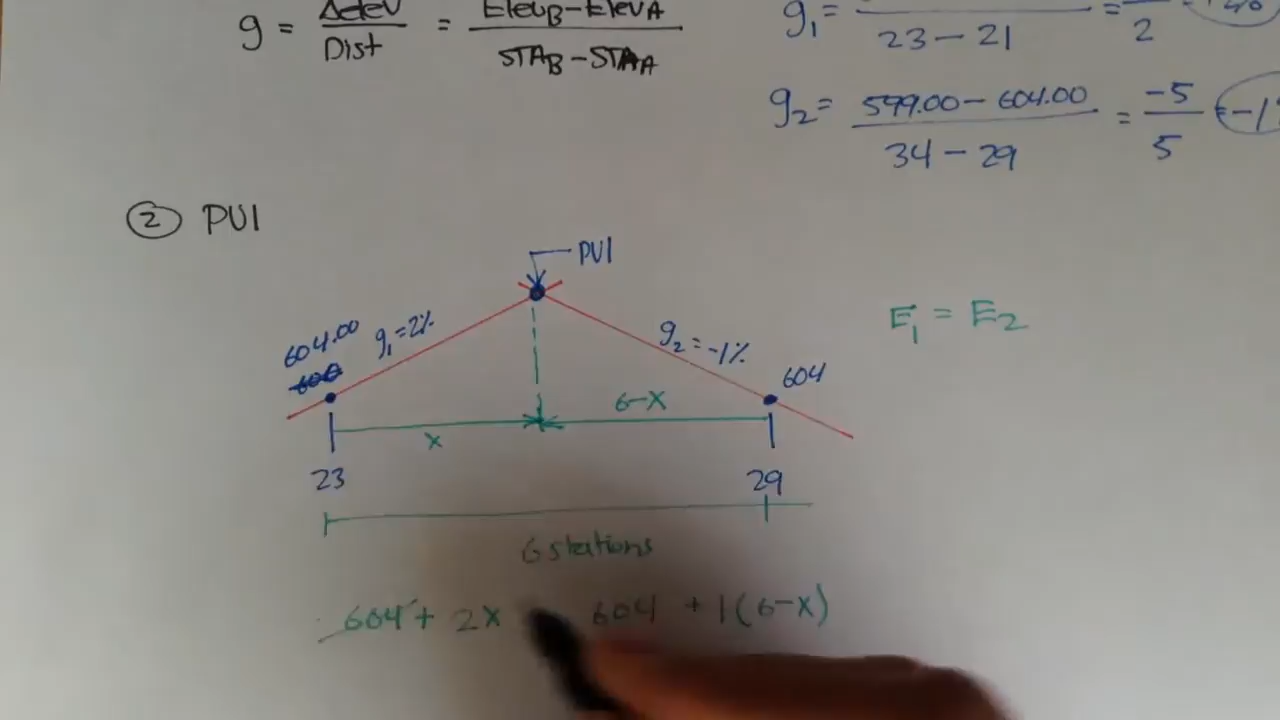 g = Δelev / Dist = ElevB - ElevA / STAB - STAA
g1 = / 23 - 21 = / 2
g2 = 599.00 - 604.00 / 34 - 29 = -5 / 5 = -1%
② PVI
PVI
E1 = E2
604.00 g1=2% g2=-1%
600 604
x 6-x
23 29
6 stations
604 + 2x 604 + 1(6-x)